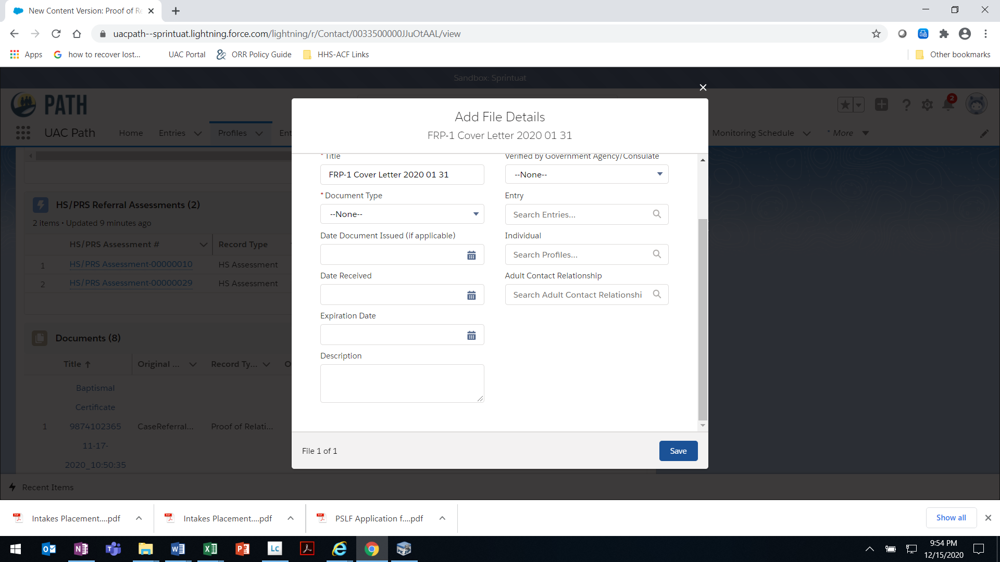 New Content Version: Proof of Re
uacpath--sprintuat.lightning.force.com/lightning/r/Contact/0033500000JJuOtAAL/view
Apps
how to recover lost...
UAC Portal
ORR Policy Guide
HHS-ACF Links
Other bookmarks
Sandbox: Sprintuat
PATH
2
UAC Path
Home
Entries
Profiles
Ent
Monitoring Schedule
* More
Add File Details
FRP-1 Cover Letter 2020 01 31
* Title
FRP-1 Cover Letter 2020 01 31
Verified by Government Agency/Consulate
--None--
* Document Type
--None--
Entry
Search Entries...
Date Document Issued (if applicable)
Individual
Search Profiles...
Date Received
Adult Contact Relationship
Search Adult Contact Relationshi
Expiration Date
Description
File 1 of 1
Save
HS/PRS Referral Assessments (2)
2 items • Updated 9 minutes ago
HS/PRS Assessment #
Record Type
1
HS/PRS Assessment-00000010
HS Assessment
2
HS/PRS Assessment-00000029
HS Assessment
Documents (8)
Title
Original ...
Record Ty...
O
1
Baptismal
Certificate
9874102365
11-17-
2020_10:50:35
CaseReferral...
Proof of Relati...
Recent Items
Intakes Placement....pdf
Intakes Placement....pdf
PSLF Application f....pdf
Show all
9:54 PM
12/15/2020